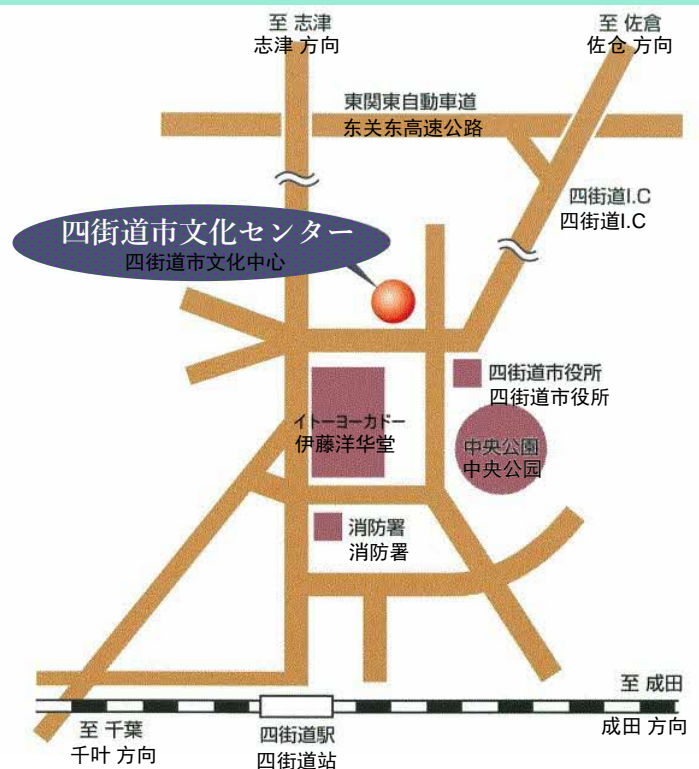 至 志津
志津 方向
至 佐倉
佐仓 方向
東関東自動車道
东关东高速公路
四街道I.C
四街道I.C
四街道市文化センター
四街道市文化中心
四街道市役所
四街道市役所
イトーヨーカドー
伊藤洋华堂
中央公園
中央公园
消防署
消防署
至 成田
成田 方向
至 千葉
千叶 方向
四街道駅
四街道站